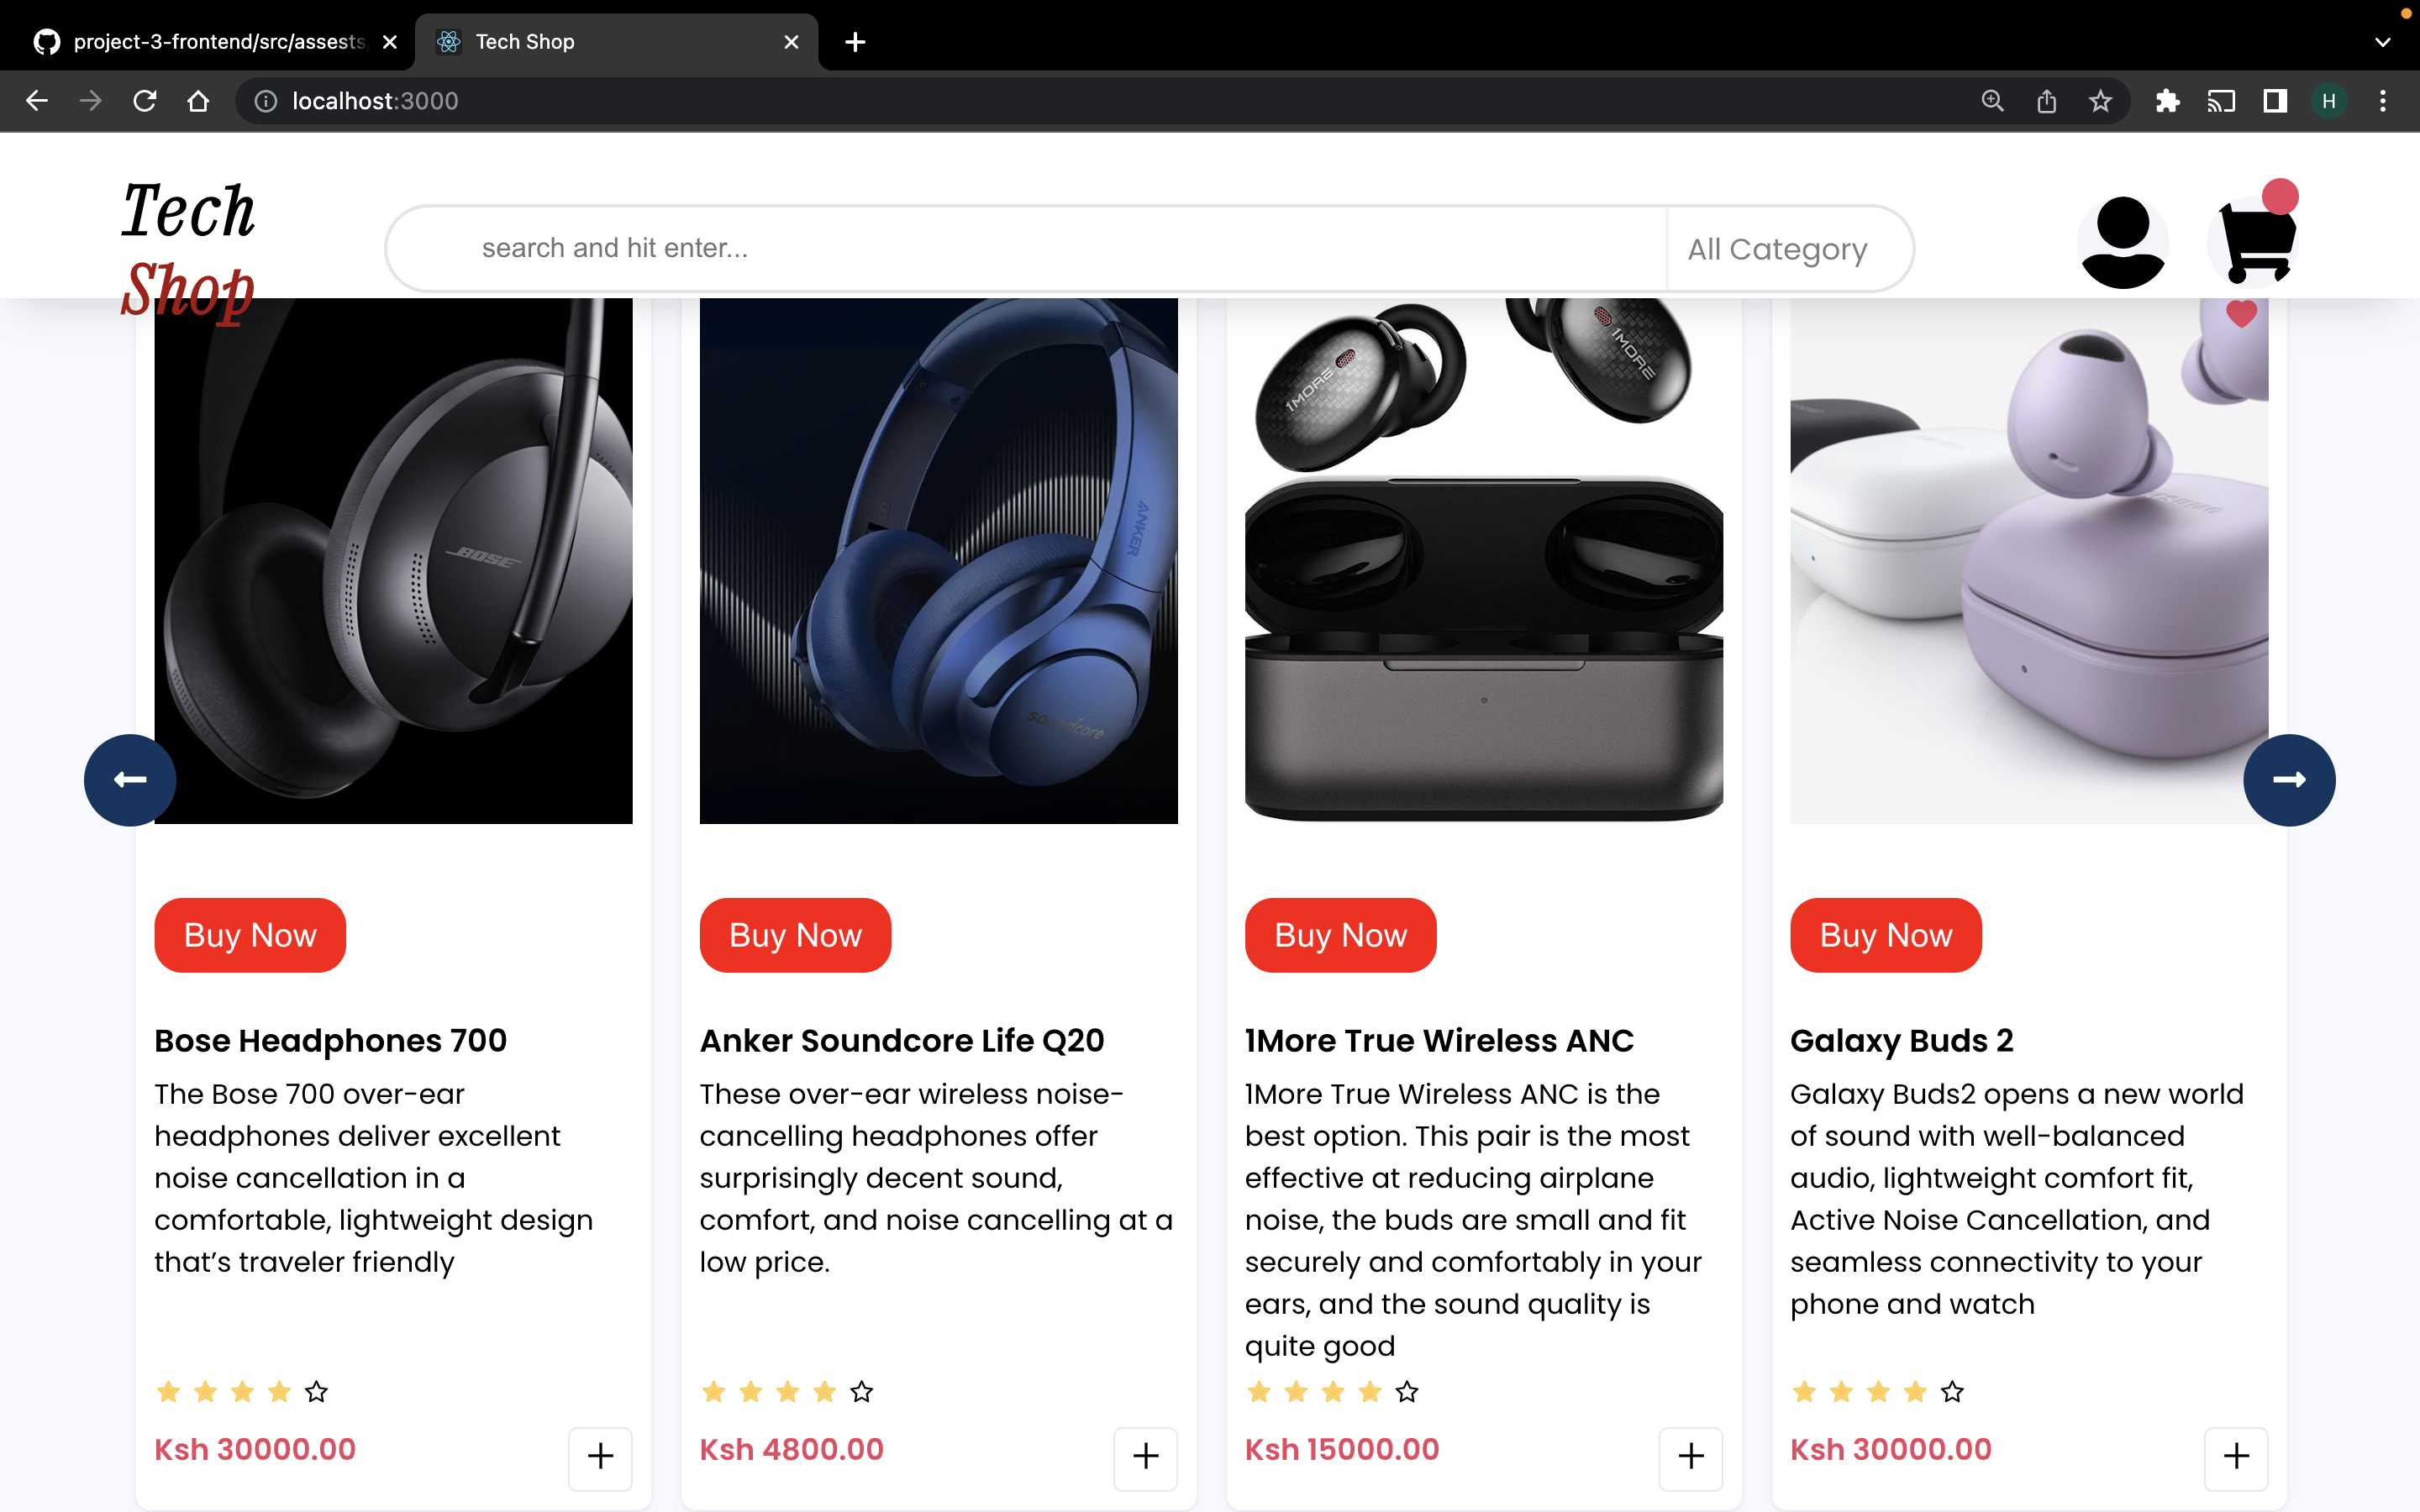 project-3-frontend/src/assests
Tech Shop
localhost:3000
H
Tech
Shop
search and hit enter...
All Category
BOSE
ANKER
soundcore
1MORE
1MORE
Buy Now
Buy Now
Buy Now
Buy Now
Bose Headphones 700
The Bose 700 over-ear
headphones deliver excellent
noise cancellation in a
comfortable, lightweight design
that’s traveler friendly
Ksh 30000.00
+
Anker Soundcore Life Q20
These over-ear wireless noise-
cancelling headphones offer
surprisingly decent sound,
comfort, and noise cancelling at a
low price.
Ksh 4800.00
+
1More True Wireless ANC
1More True Wireless ANC is the
best option. This pair is the most
effective at reducing airplane
noise, the buds are small and fit
securely and comfortably in your
ears, and the sound quality is
quite good
Ksh 15000.00
+
Galaxy Buds 2
Galaxy Buds2 opens a new world
of sound with well-balanced
audio, lightweight comfort fit,
Active Noise Cancellation, and
seamless connectivity to your
phone and watch
Ksh 30000.00
+